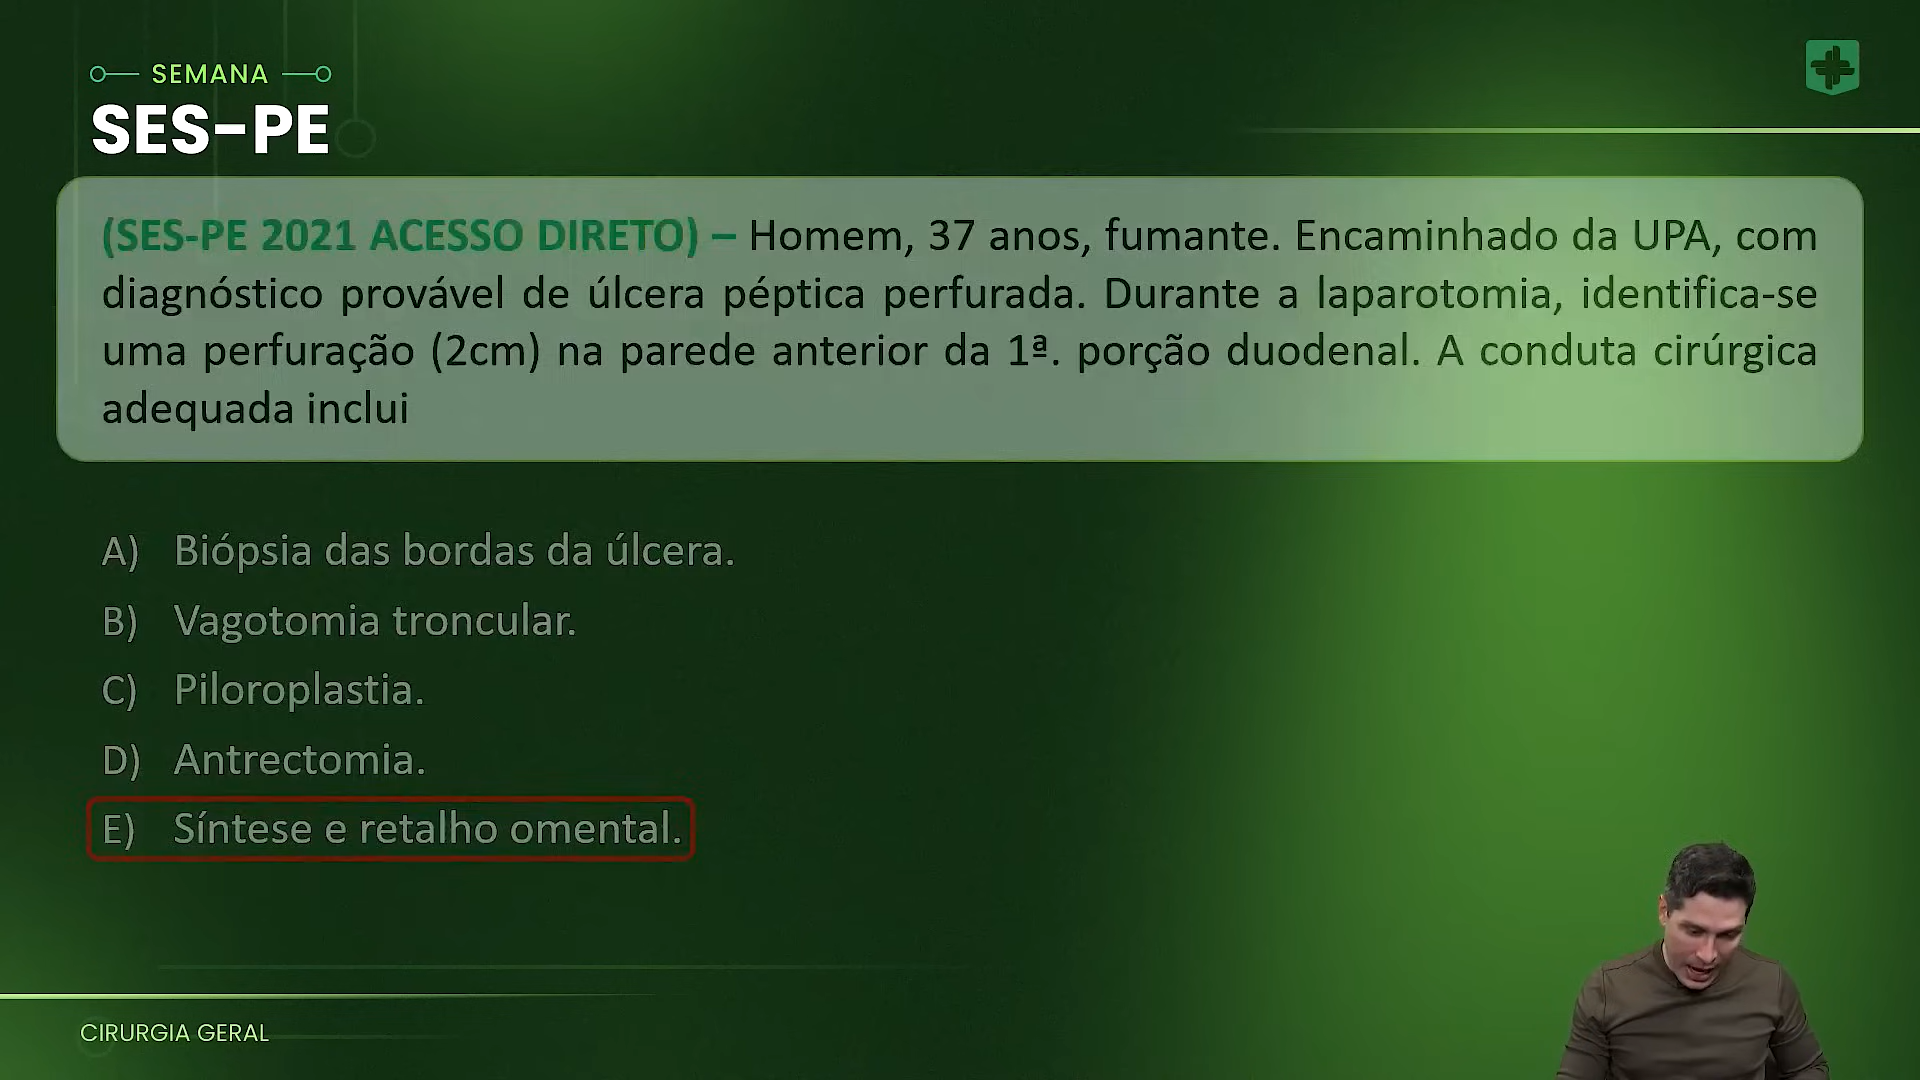 SEMANA
SES-PE
(SES-PE 2021 ACESSO DIRETO) – Homem, 37 anos, fumante. Encaminhado da UPA, com
diagnóstico provável de úlcera péptica perfurada. Durante a laparotomia, identifica-se
uma perfuração (2cm) na parede anterior da 1ª. porção duodenal. A conduta cirúrgica
adequada inclui
A) Biópsia das bordas da úlcera.
B) Vagotomia troncular.
C) Piloroplastia.
D) Antrectomia.
E) Síntese e retalho omental.
CIRURGIA GERAL